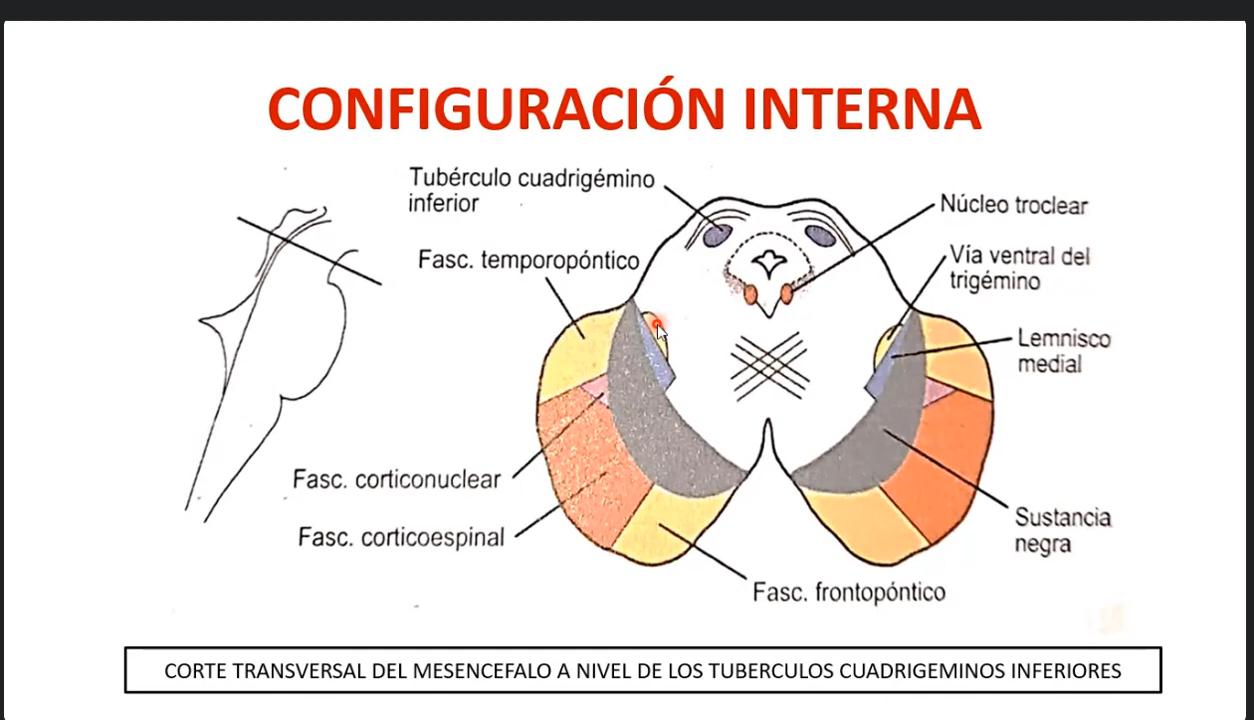 CONFIGURACIÓN INTERNA
Tubérculo cuadrigémino
inferior
Núcleo troclear
Fasc. temporopóntico
Vía ventral del
trigémino
Lemnisco
medial
Fasc. corticonuclear
Fasc. corticoespinal
Sustancia
negra
Fasc. frontopóntico
CORTE TRANSVERSAL DEL MESENCEFALO A NIVEL DE LOS TUBERCULOS CUADRIGEMINOS INFERIORES